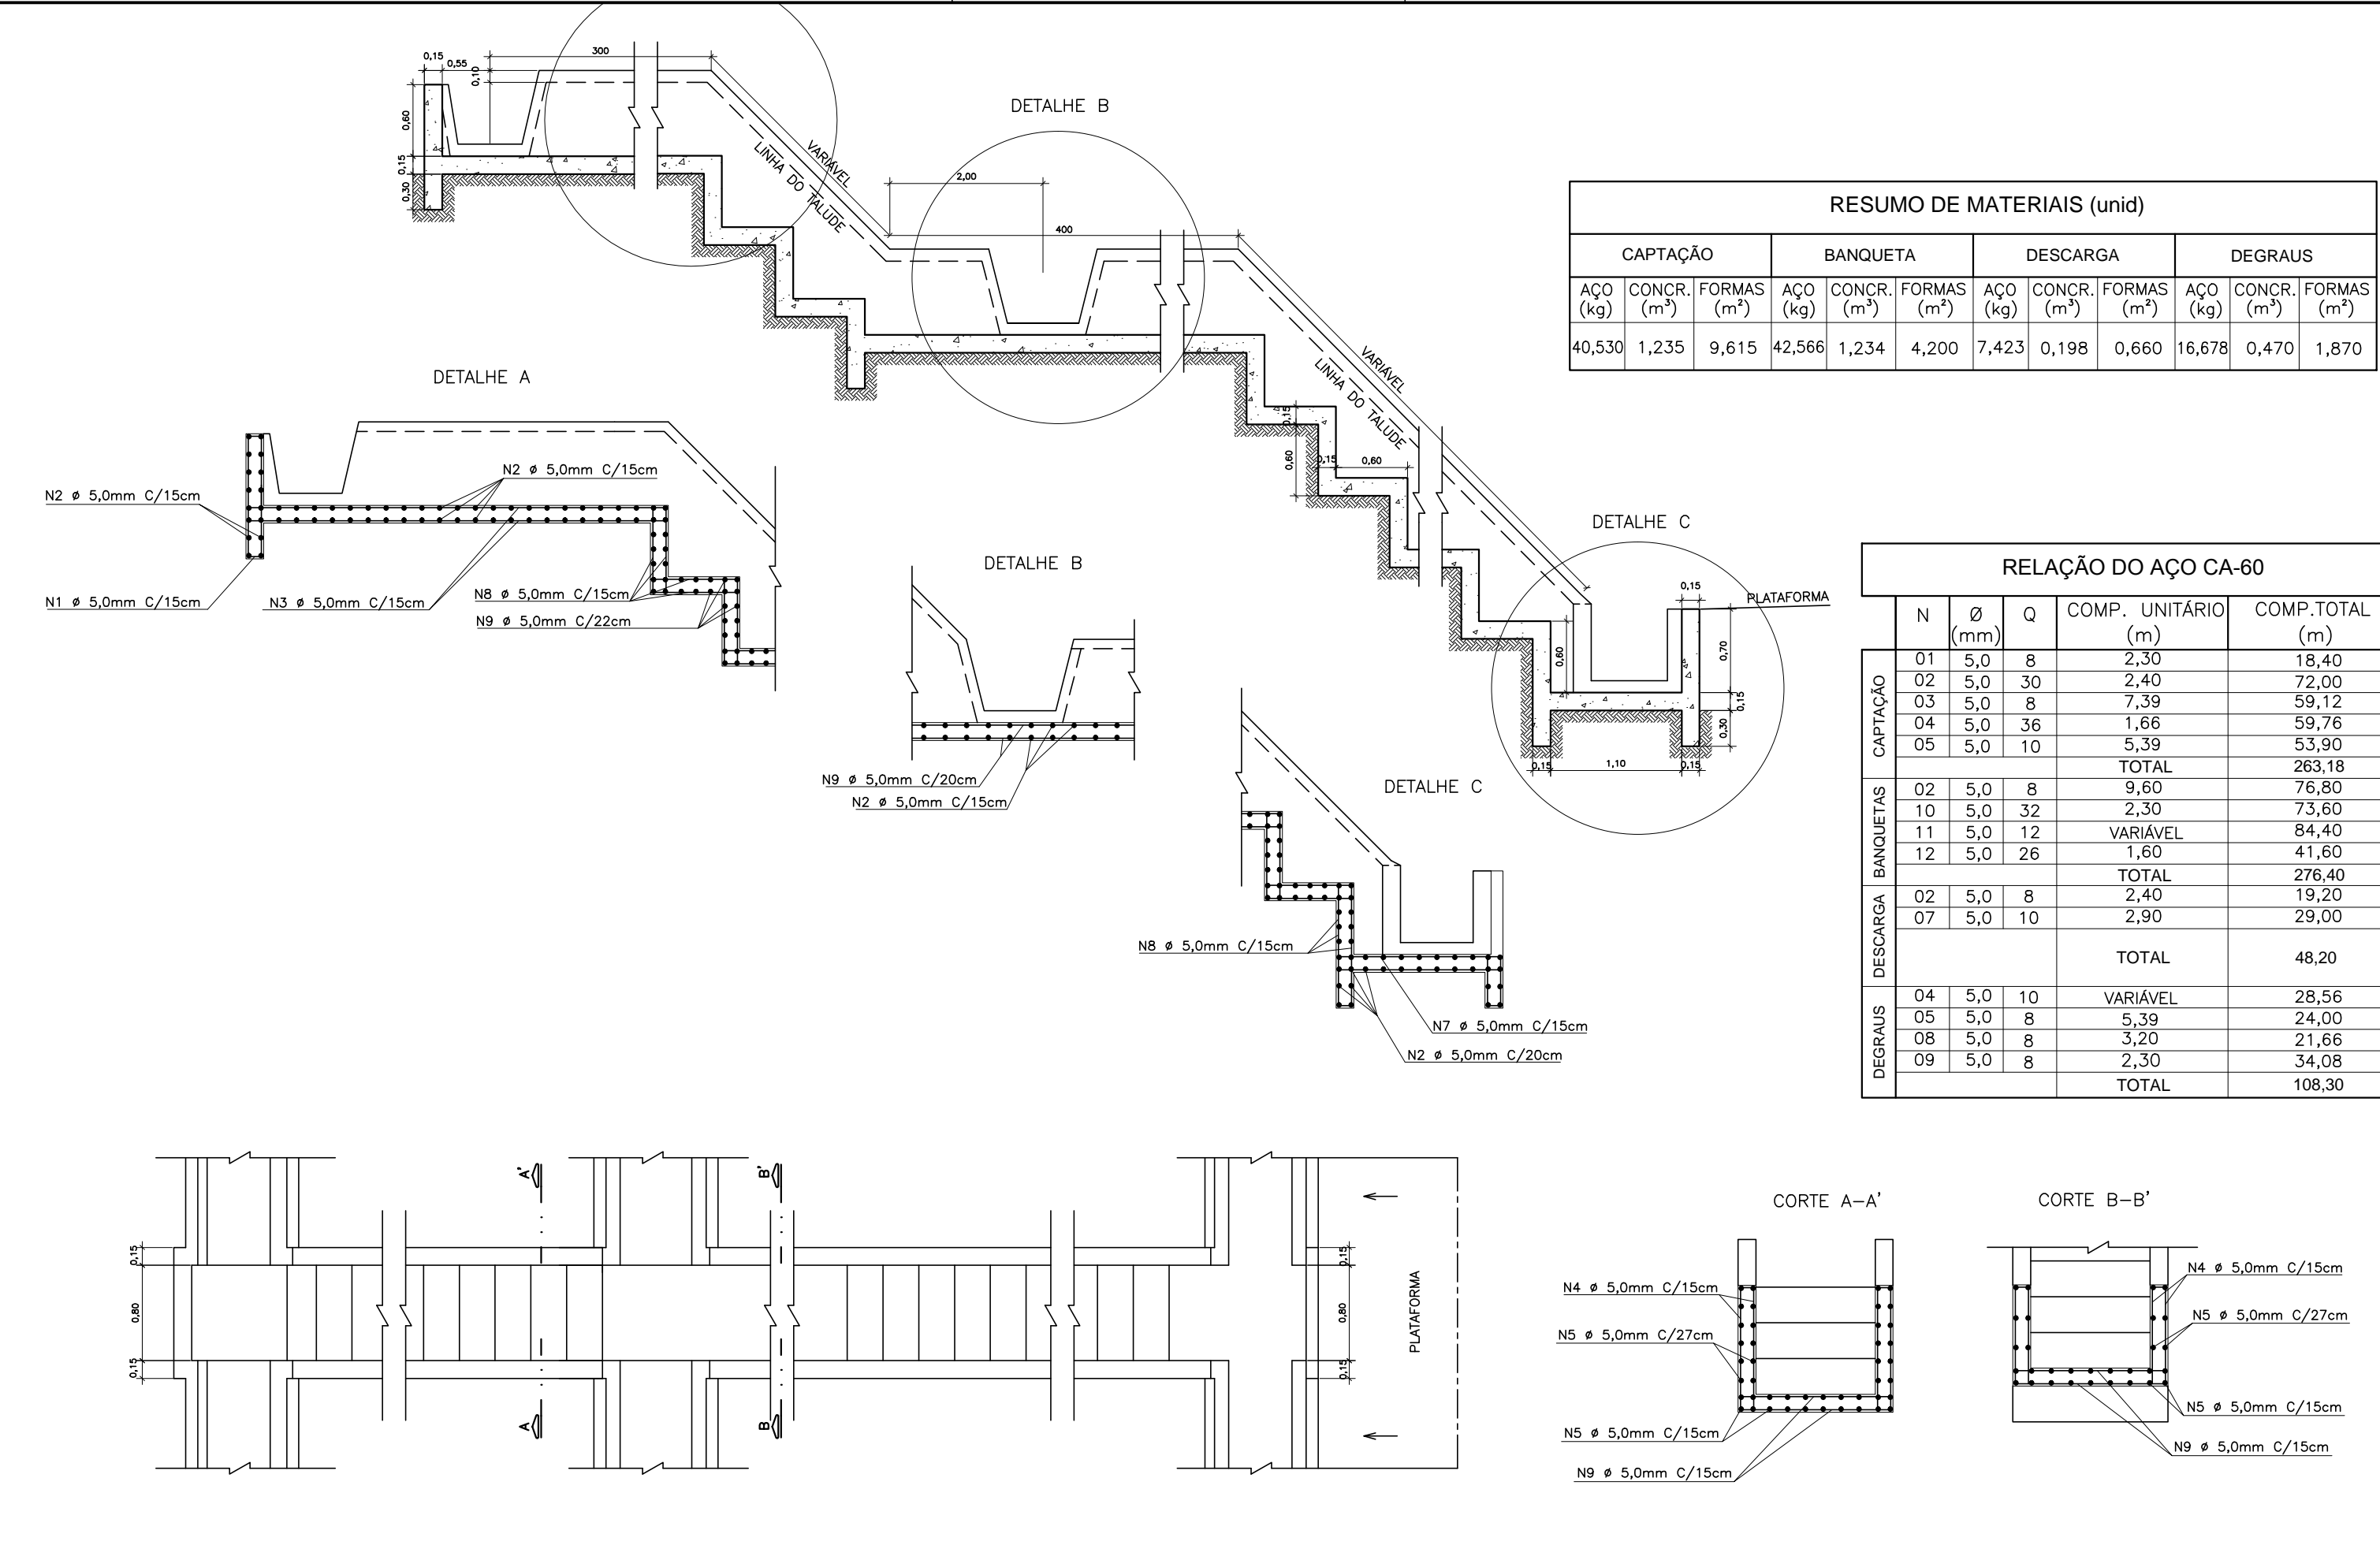 0,15
0,55
0,10
300
0,60
0,15
0,30
VARIÁVEL
LINHA DO TALUDE
DETALHE B
2,00
400
VARIÁVEL
LINHA DO TALUDE
0,15
0,60
0,15
0,60
DETALHE C
0,15
PLATAFORMA
0,60
0,70
0,15
0,30
0,15
1,10
0,15
RESUMO DE MATERIAIS (unid)
CAPTAÇÃO BANQUETA DESCARGA DEGRAUS
AÇO (kg) CONCR. (m³) FORMAS (m²) AÇO (kg) CONCR. (m³) FORMAS (m²) AÇO (kg) CONCR. (m³) FORMAS (m²) AÇO (kg) CONCR. (m³) FORMAS (m²)
40,530 1,235 9,615 42,566 1,234 4,200 7,423 0,198 0,660 16,678 0,470 1,870
DETALHE A
N2 ø 5,0mm C/15cm
N2 ø 5,0mm C/15cm
N1 ø 5,0mm C/15cm
N3 ø 5,0mm C/15cm
N8 ø 5,0mm C/15cm
N9 ø 5,0mm C/22cm
DETALHE B
N9 ø 5,0mm C/20cm
N2 ø 5,0mm C/15cm
DETALHE C
N8 ø 5,0mm C/15cm
N7 ø 5,0mm C/15cm
N2 ø 5,0mm C/20cm
RELAÇÃO DO AÇO CA-60
N Ø (mm) Q COMP. UNITÁRIO (m) COMP.TOTAL (m)
CAPTAÇÃO
01 5,0 8 2,30 18,40
02 5,0 30 2,40 72,00
03 5,0 8 7,39 59,12
04 5,0 36 1,66 59,76
05 5,0 10 5,39 53,90
TOTAL 263,18
BANQUETAS
02 5,0 8 9,60 76,80
10 5,0 32 2,30 73,60
11 5,0 12 VARIÁVEL 84,40
12 5,0 26 1,60 41,60
TOTAL 276,40
DESCARGA
02 5,0 8 2,40 19,20
07 5,0 10 2,90 29,00
TOTAL 48,20
DEGRAUS
04 5,0 10 VARIÁVEL 28,56
05 5,0 8 5,39 24,00
08 5,0 8 3,20 21,66
09 5,0 8 2,30 34,08
TOTAL 108,30
0,15
0,80
0,15
A'
A
B'
B
0,15
0,80
0,15
PLATAFORMA
CORTE A-A'
N4 ø 5,0mm C/15cm
N5 ø 5,0mm C/27cm
N5 ø 5,0mm C/15cm
N9 ø 5,0mm C/15cm
CORTE B-B'
N4 ø 5,0mm C/15cm
N5 ø 5,0mm C/27cm
N5 ø 5,0mm C/15cm
N9 ø 5,0mm C/15cm